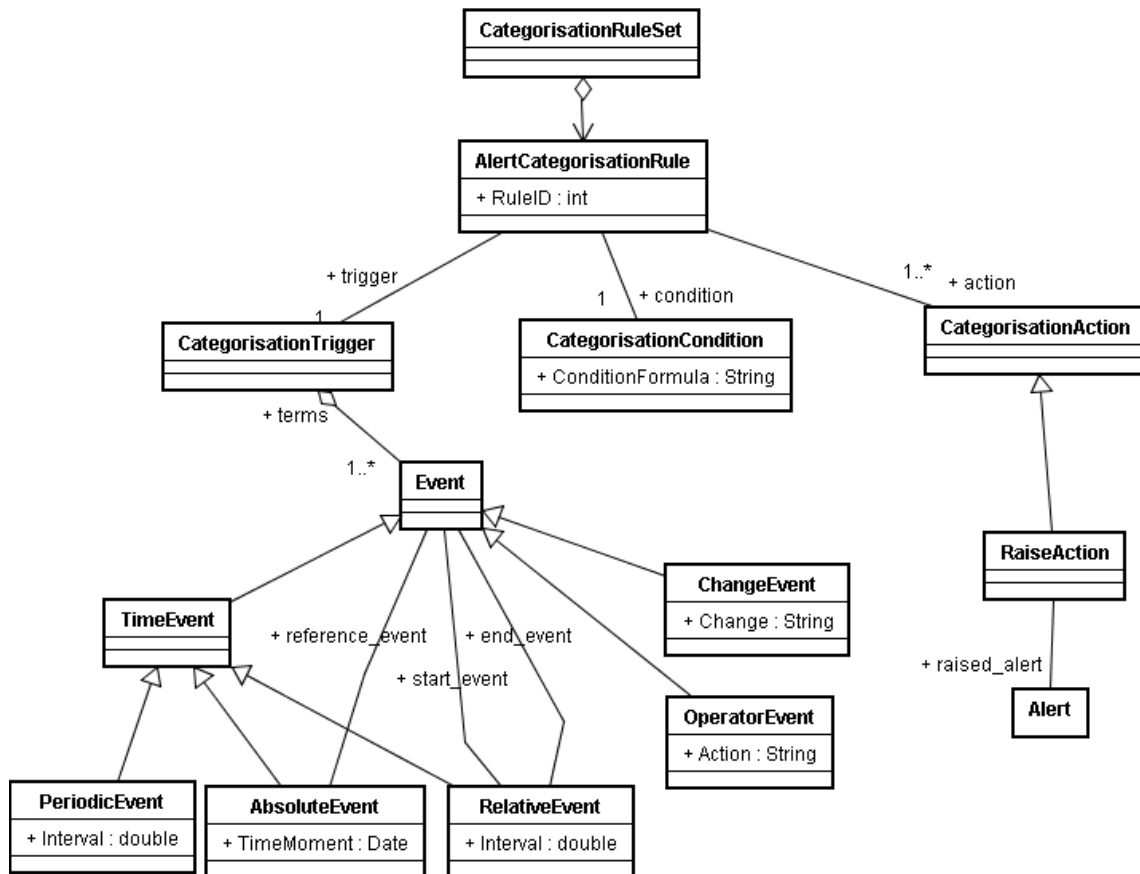 CategorisationRuleSet
AlertCategorisationRule
+ RuleID : int
+ trigger
1
1
+ condition
1..*
+ action
CategorisationTrigger
CategorisationCondition
+ ConditionFormula : String
CategorisationAction
+ terms
1..*
Event
TimeEvent
+ reference_event
+ end_event
+ start_event
ChangeEvent
+ Change : String
RaiseAction
+ raised_alert
Alert
OperatorEvent
+ Action : String
PeriodicEvent
+ Interval : double
AbsoluteEvent
+ TimeMoment : Date
RelativeEvent
+ Interval : double